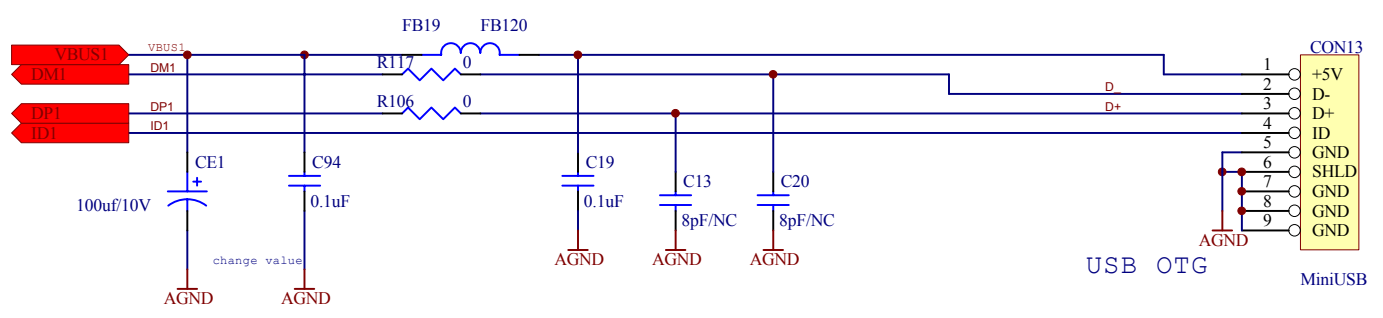 FB19 FB120
VBUS1 VBUS1
CON13
DM1 DM1 R117 0
1 +5V
2 D- D_
DP1 DP1 R106 0 D+
3 D+
ID1 ID1
4 ID
5 GND
6 SHLD
7 GND
8 GND
9 GND
CE1 + 100uf/10V
C94 0.1uF
C19 0.1uF
C13 8pF/NC
C20 8pF/NC
AGND
AGND AGND AGND
change value
USB OTG
MiniUSB
AGND AGND